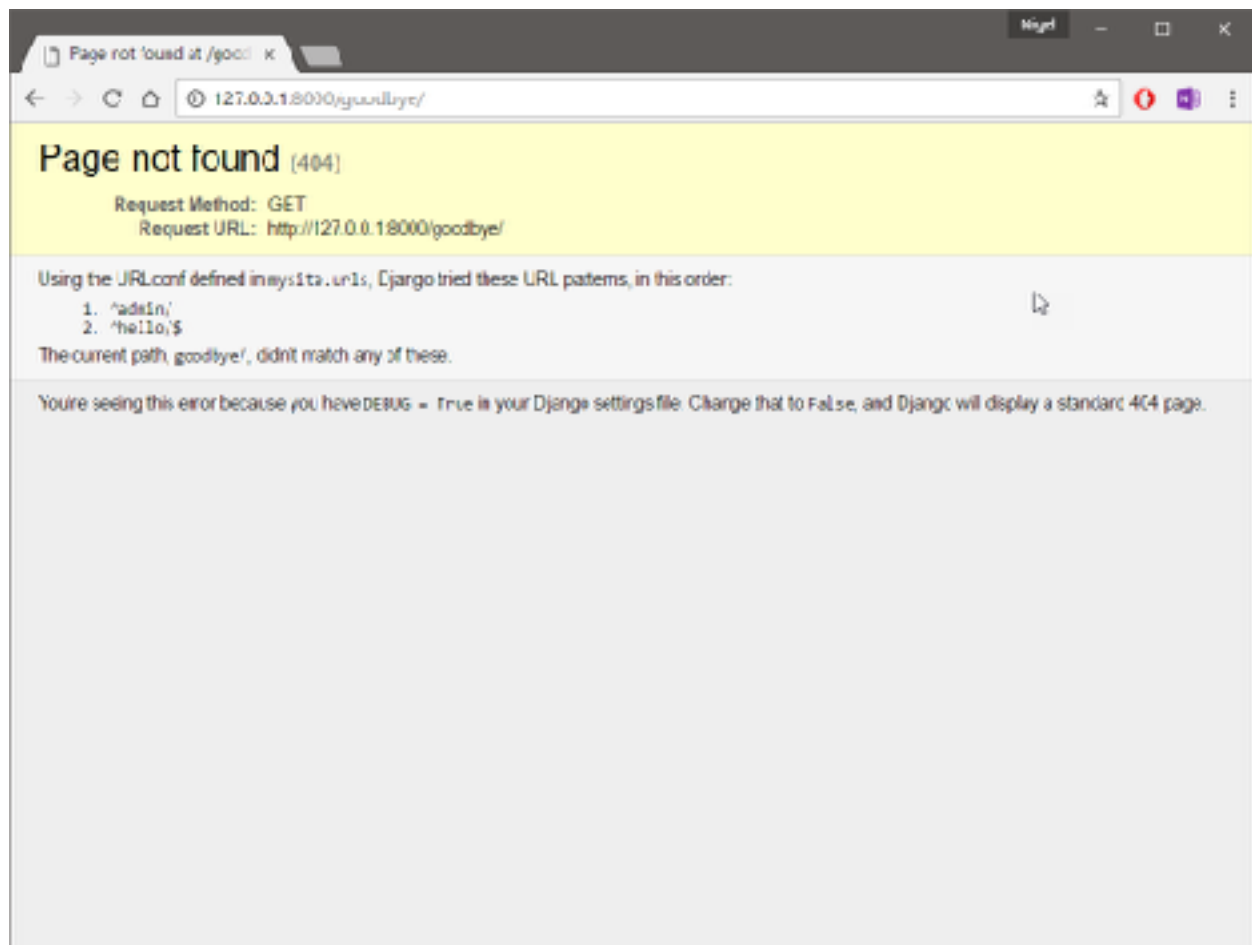 Nigel
Page not found at /good
127.0.0.1:8000/goodbye/
Page not found (404)
Request Method: GET
Request URL: http://127.0.0.1:8000/goodbye/
Using the URLconf defined in mysite.urls, Django tried these URL patterns, in this order:
1. ^admin/
2. ^hello/$
The current path, goodbye/, didn't match any of these.
You're seeing this error because you have DEBUG = True in your Django settings file. Change that to False, and Django will display a standard 404 page.